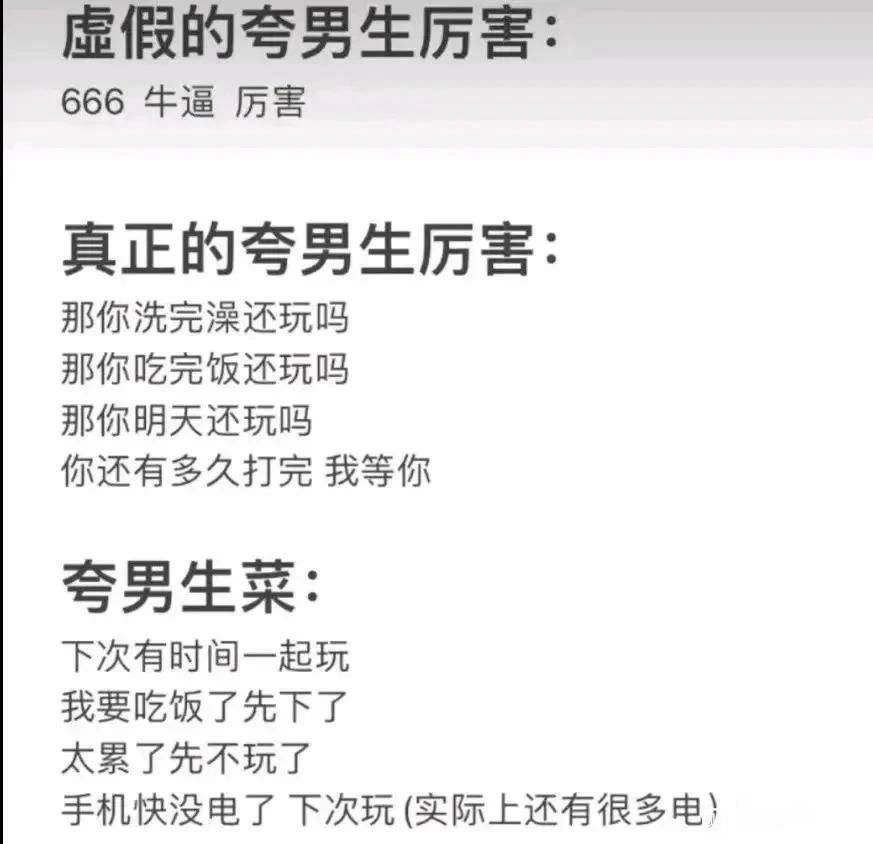 虚假的夸男生厉害：
666 牛逼 厉害
真正的夸男生厉害：
那你洗完澡还玩吗
那你吃完饭还玩吗
那你明天还玩吗
你还有多久打完 我等你
夸男生菜：
下次有时间一起玩
我要吃饭了先下了
太累了先不玩了
手机快没电了 下次玩(实际上还有很多电)